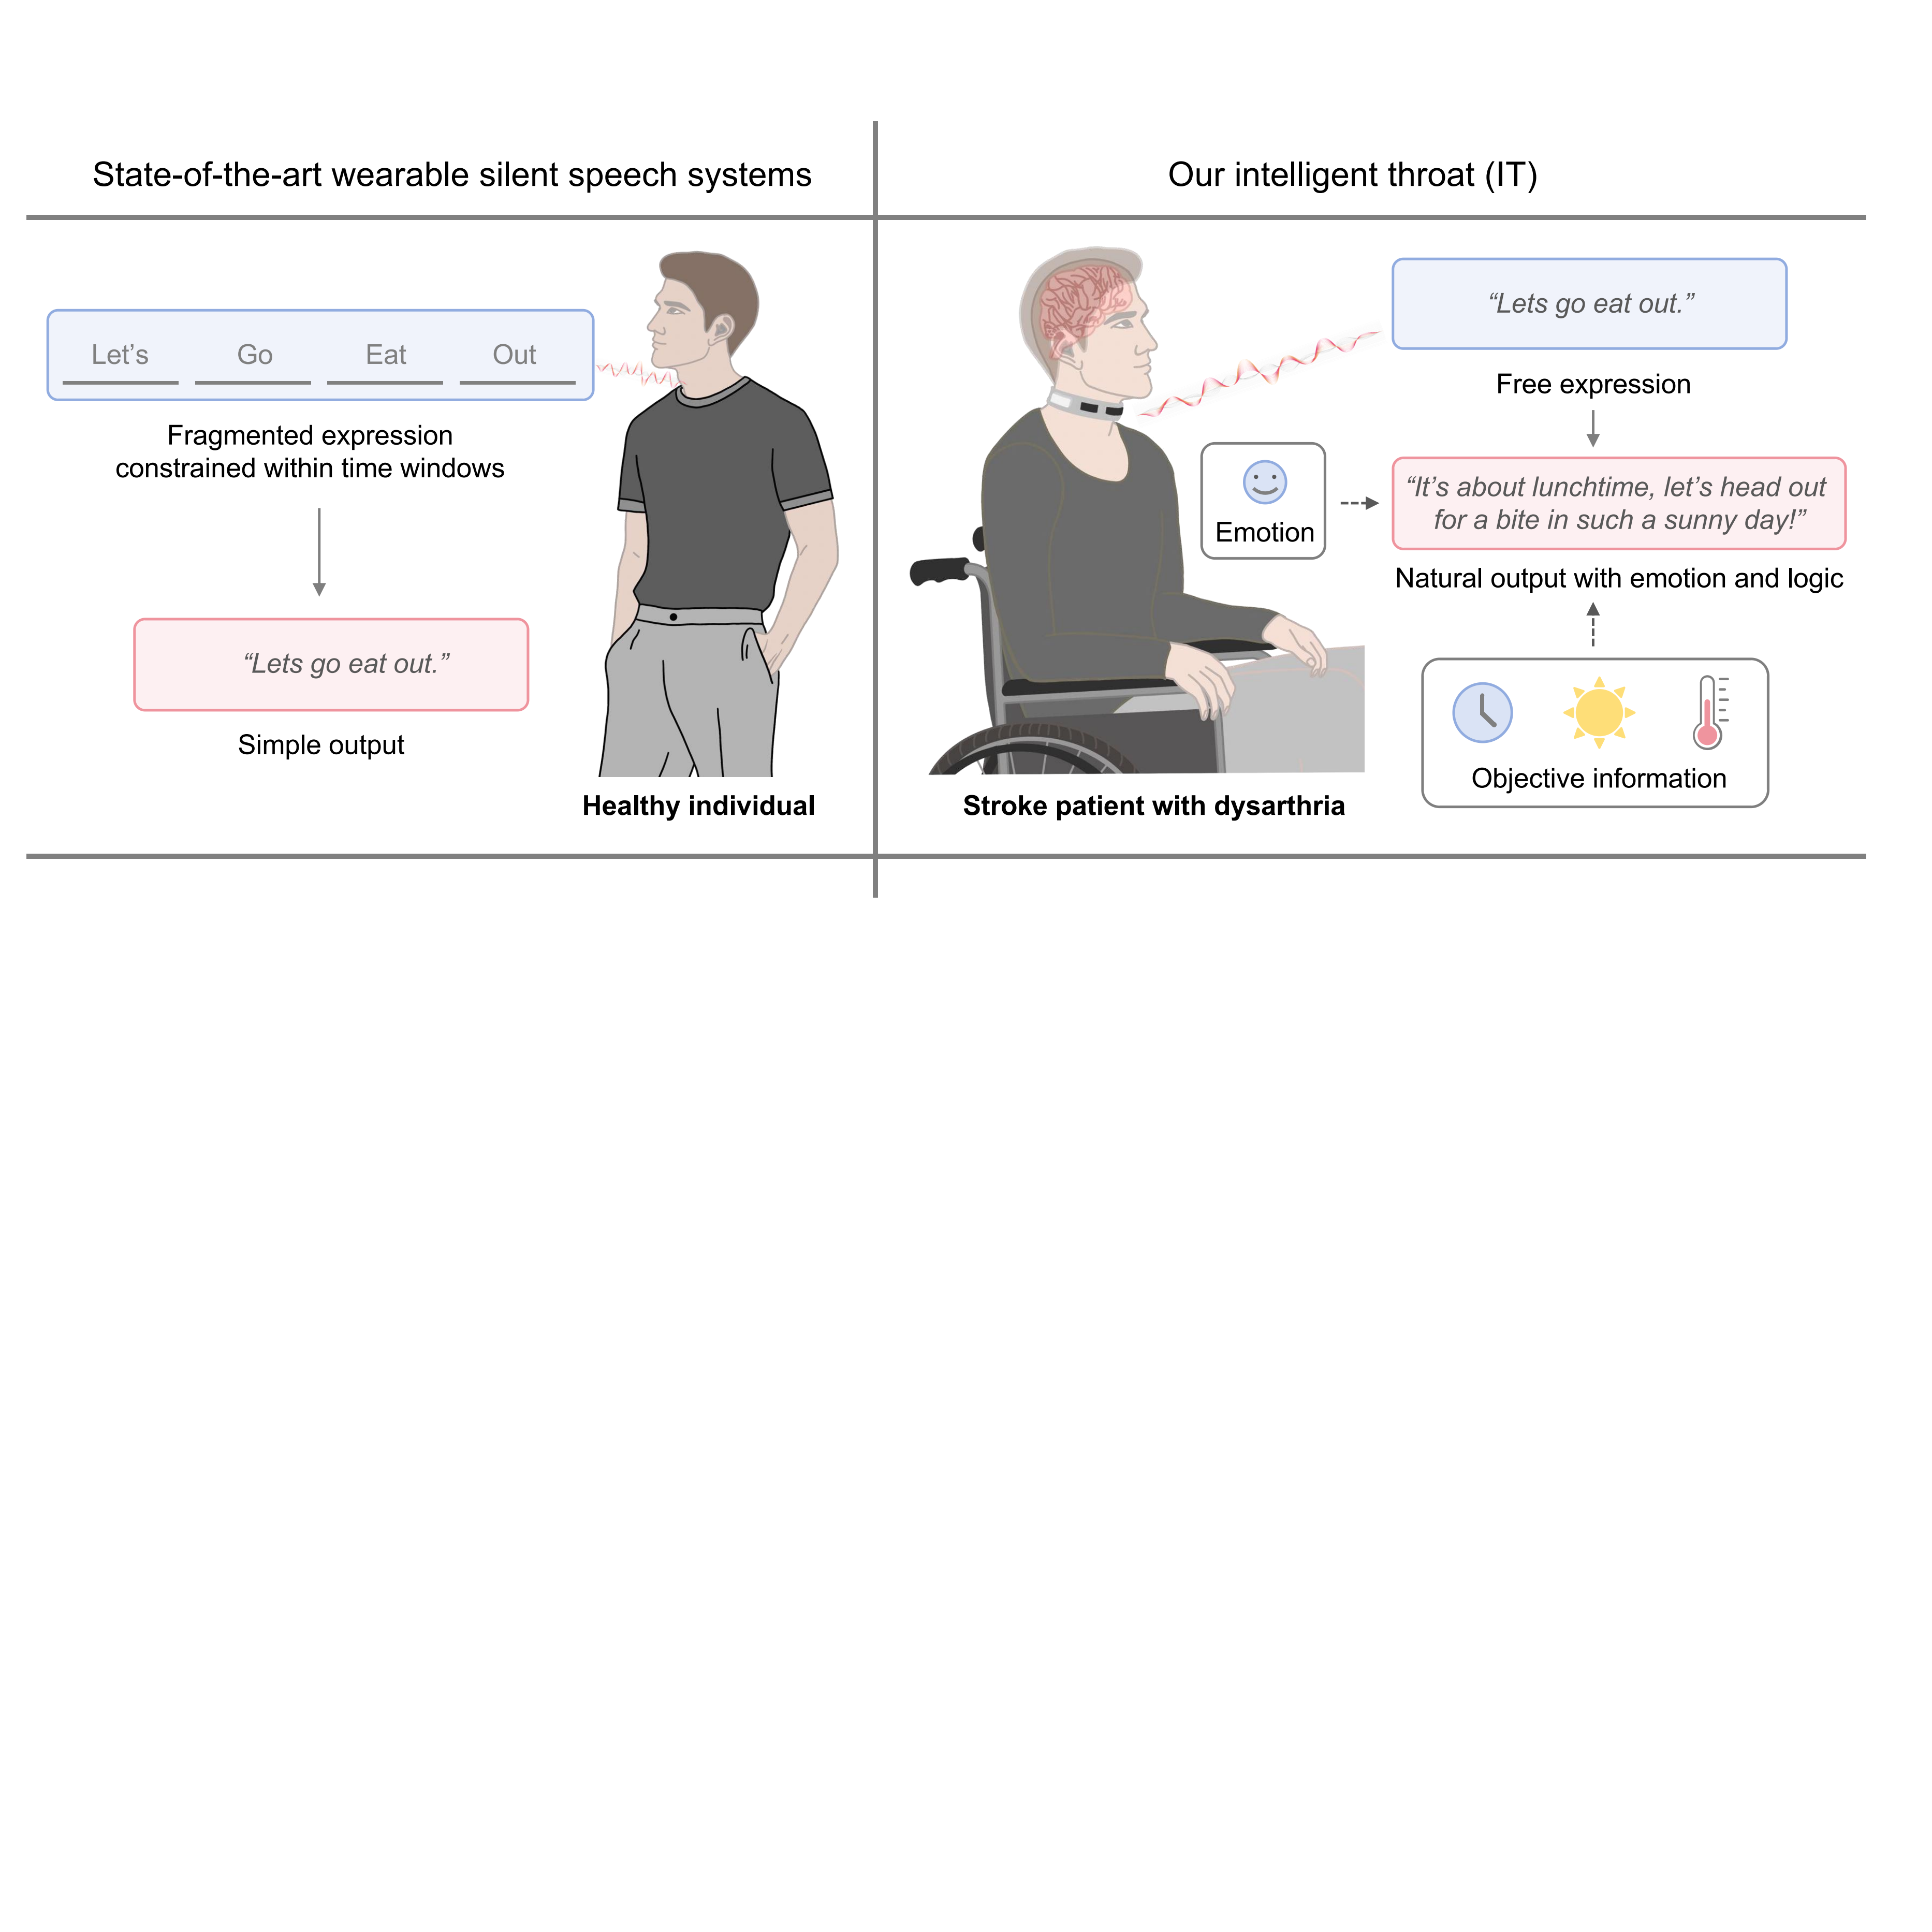 State-of-the-art wearable silent speech systems
Let’s Go Eat Out
Fragmented expression
constrained within time windows
“Lets go eat out.”
Simple output
Healthy individual
Our intelligent throat (IT)
“Lets go eat out.”
Free expression
Emotion
“It’s about lunchtime, let’s head out
for a bite in such a sunny day!”
Natural output with emotion and logic
Objective information
Stroke patient with dysarthria